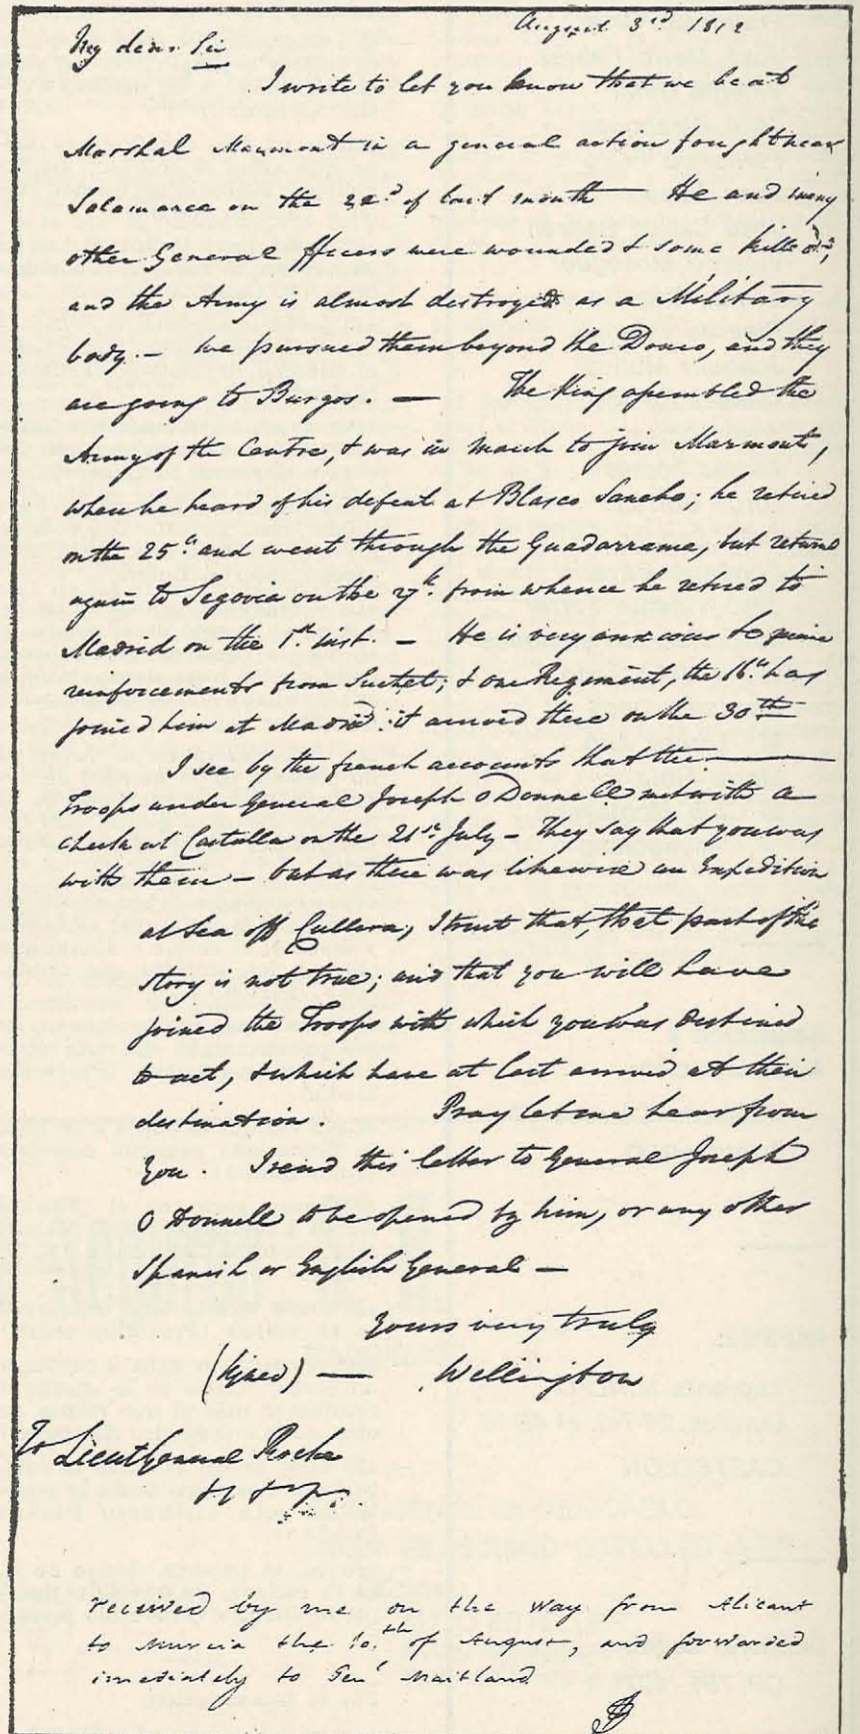 August 3rd 1812
My dear Sir
I write to let you know that we beat
Marshal Marmont in a general action fought near
Salamanca on the 22d of last month — He and many
other General Officers were wounded & some killed;
and the Army is almost destroyed as a Military
body. — We pursued them beyond the Douro, and they
are going to Burgos. — The King assembled the
Army of the Centre, & was in march to join Marmont,
when he heard of his defeat at Blasco Sancho; he retired
on the 25th and went through the Guadarrama, but returned
again to Segovia on the 27th from whence he retired to
Madrid on the 1st Inst. — He is very anxious to
reinforcements from Suchet; & one Regiment, the 16th has
joined him at Madrid: it arrived there on the 30th
I see by the french accounts that the —
Troops under General Joseph O Donnell met with a
check at Castalla on the 21st July — They say that you was
with them — but as there was likewise an Expedition
at Sea off Cullera, I trust that, that part of the
story is not true; and that you will have
joined the Troops with which you was destined
to act, & which have at last arrived at their
destination. Pray let me hear from
you. I send this letter to General Joseph
O Donnell to be opened by him, or any other
Spanish or English General —
Yours very truly
(Signed) — Wellington
To Lieut General Roche
received by me on the way from Alicant
to Murcia the 10th of August, and forwarded
imediately to Genl Maitland